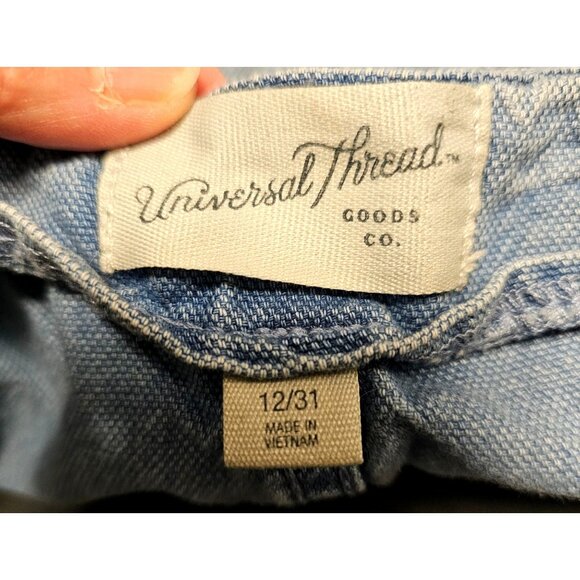 Universal Thread™
GOODS
CO.
12/31
MADE IN
VIETNAM